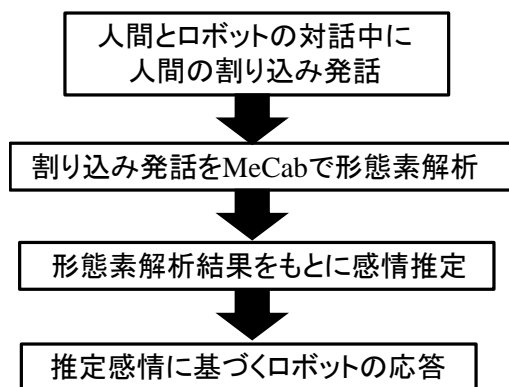 人間とロボットの対話中に
人間の割り込み発話
割り込み発話をMeCabで形態素解析
形態素解析結果をもとに感情推定
推定感情に基づくロボットの応答